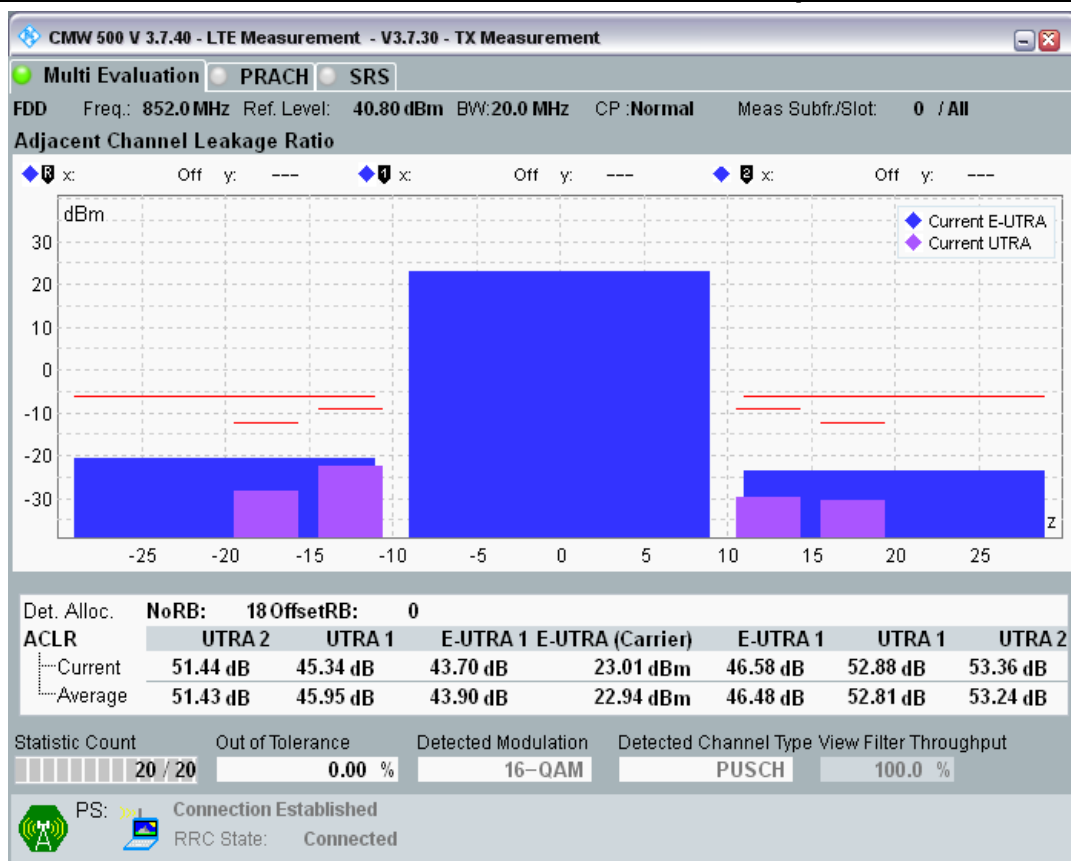 CMW 500 V 3.7.40 - LTE Measurement - V3.7.30 - TX Measurement
Multi Evaluation PRACH SRS
FDD Freq.: 852.0 MHz Ref. Level: 40.80 dBm BW:20.0 MHz CP :Normal Meas Subfr./Slot: 0 / All
Adjacent Channel Leakage Ratio
R x: Off y: --- 1 x: Off y: --- 2 x: Off y: ---
dBm
Current E-UTRA
Current UTRA
30
20
10
0
-10
-20
-30
z
-25 -20 -15 -10 -5 0 5 10 15 20 25
Det. Alloc. NoRB: 18 OffsetRB: 0
ACLR UTRA 2 UTRA 1 E-UTRA 1 E-UTRA (Carrier) E-UTRA 1 UTRA 1 UTRA 2
Current 51.44 dB 45.34 dB 43.70 dB 23.01 dBm 46.58 dB 52.88 dB 53.36 dB
Average 51.43 dB 45.95 dB 43.90 dB 22.94 dBm 46.48 dB 52.81 dB 53.24 dB
Statistic Count Out of Tolerance Detected Modulation Detected Channel Type View Filter Throughput
20 / 20 0.00 % 16-QAM PUSCH 100.0 %
PS: Connection Established
RRC State: Connected